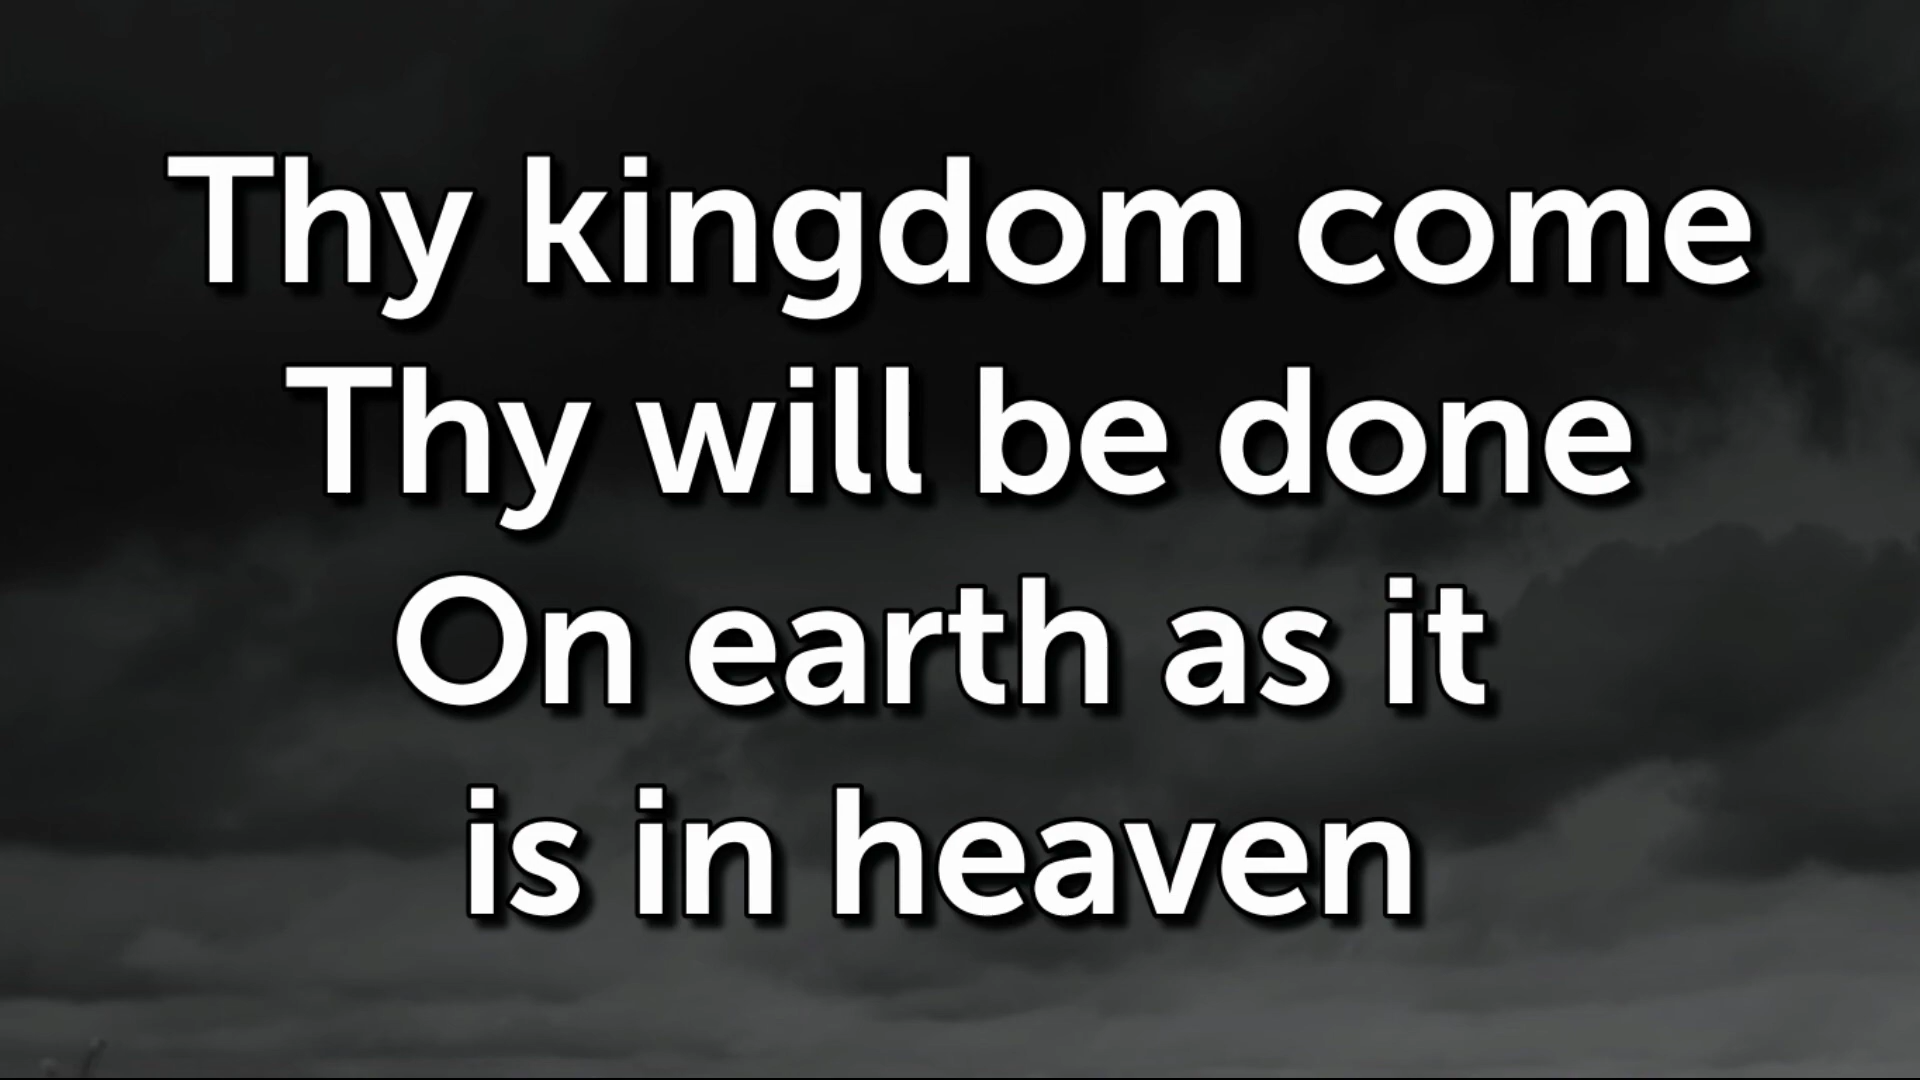 Thy kingdom come
Thy will be done
On earth as it
is in heaven